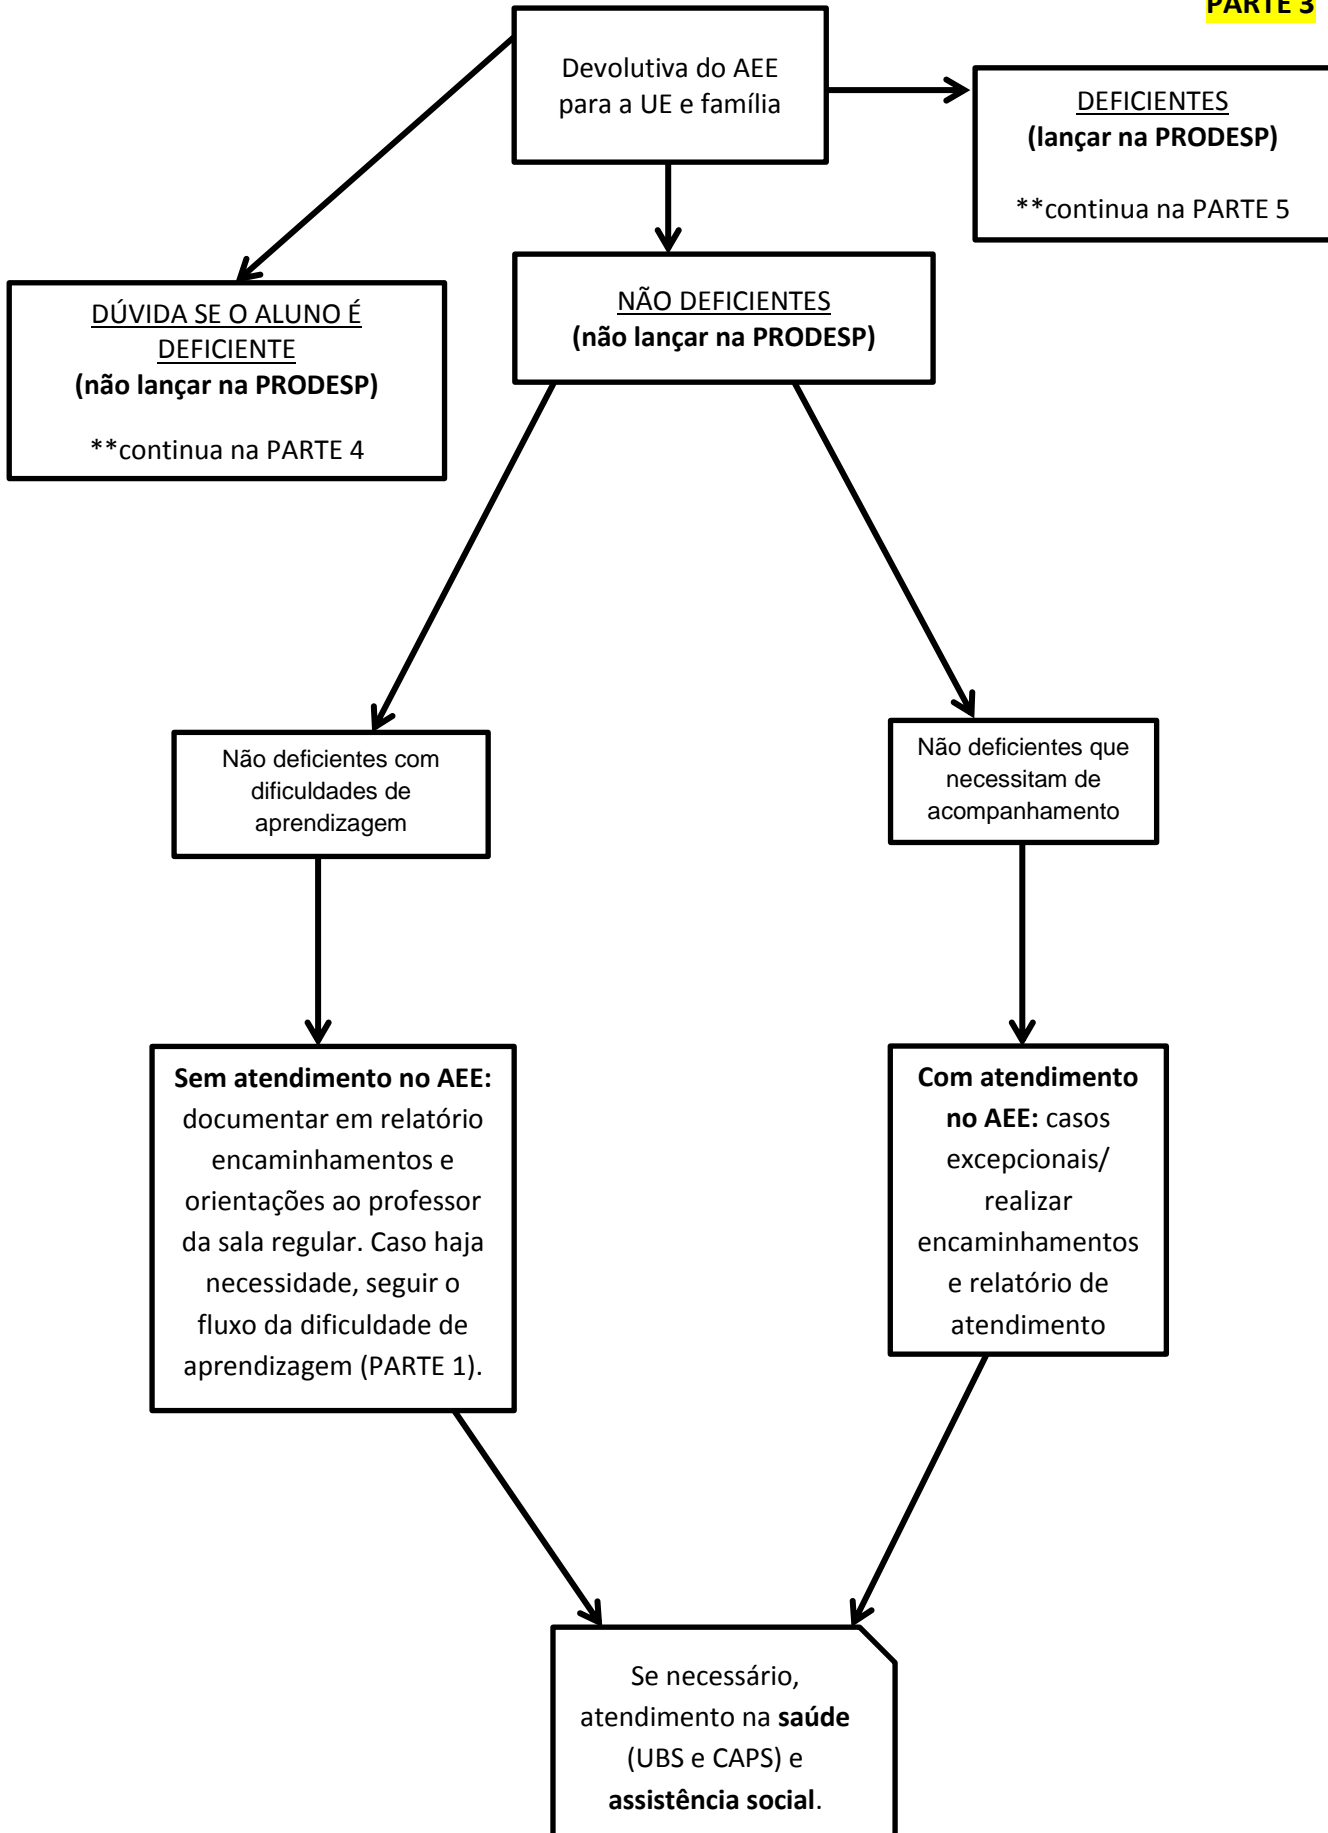 PARTE 3
Devolutiva do AEE
para a UE e família
DEFICIENTES
(lançar na PRODESP)
**continua na PARTE 5
NÃO DEFICIENTES
(não lançar na PRODESP)
DÚVIDA SE O ALUNO É
DEFICIENTE
(não lançar na PRODESP)
**continua na PARTE 4
Não deficientes com
dificuldades de
aprendizagem
Não deficientes que
necessitam de
acompanhamento
Sem atendimento no AEE:
documentar em relatório
encaminhamentos e
orientações ao professor
da sala regular. Caso haja
necessidade, seguir o
fluxo da dificuldade de
aprendizagem (PARTE 1).
Com atendimento
no AEE: casos
excepcionais/
realizar
encaminhamentos
e relatório de
atendimento
Se necessário,
atendimento na saúde
(UBS e CAPS) e
assistência social.